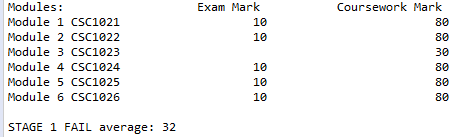 Modules: Exam Mark Coursework Mark
Module 1 CSC1021 10 80
Module 2 CSC1022 10 80
Module 3 CSC1023 30
Module 4 CSC1024 10 80
Module 5 CSC1025 10 80
Module 6 CSC1026 10 80
STAGE 1 FAIL average: 32